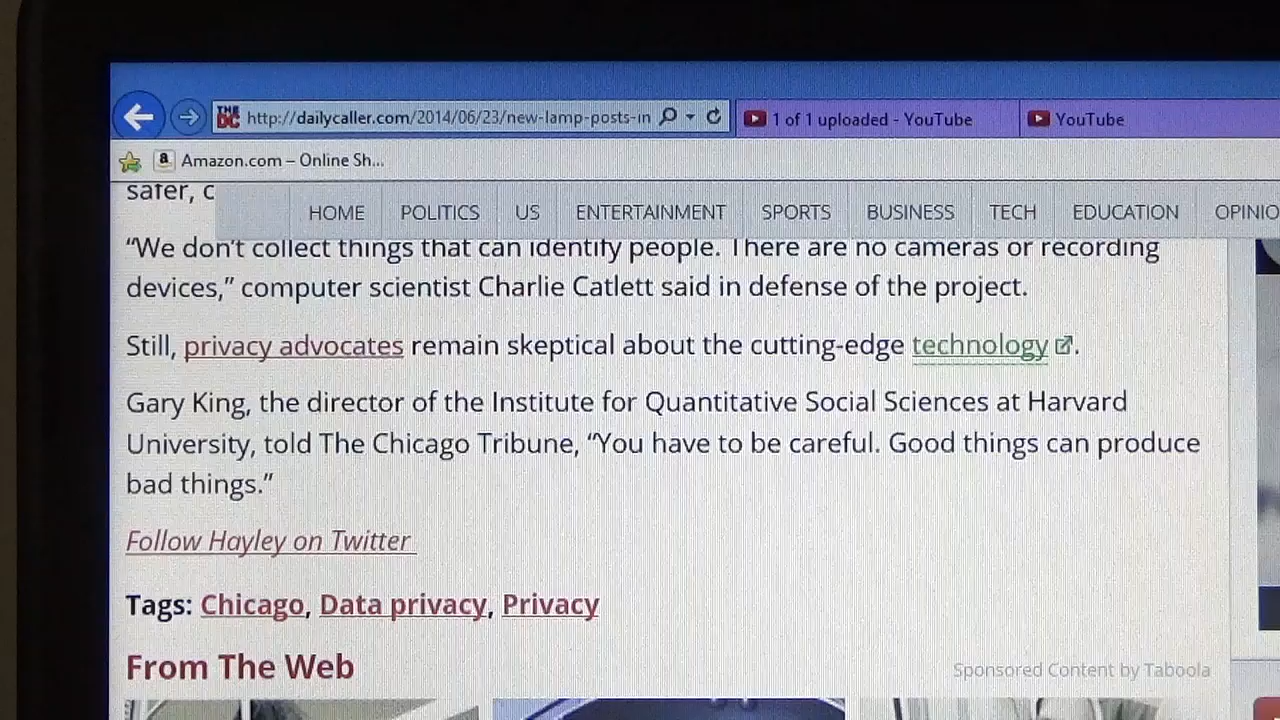 THE DC http://dailycaller.com/2014/06/23/new-lamp-posts-in 1 of 1 uploaded - YouTube YouTube
a Amazon.com – Online Sh...
safer, c
HOME POLITICS US ENTERTAINMENT SPORTS BUSINESS TECH EDUCATION OPINIO
“We don’t collect things that can identify people. There are no cameras or recording
devices,” computer scientist Charlie Catlett said in defense of the project.
Still, privacy advocates remain skeptical about the cutting-edge technology.
Gary King, the director of the Institute for Quantitative Social Sciences at Harvard
University, told The Chicago Tribune, “You have to be careful. Good things can produce
bad things.”
Follow Hayley on Twitter
Tags: Chicago, Data privacy, Privacy
From The Web
Sponsored Content by Taboola